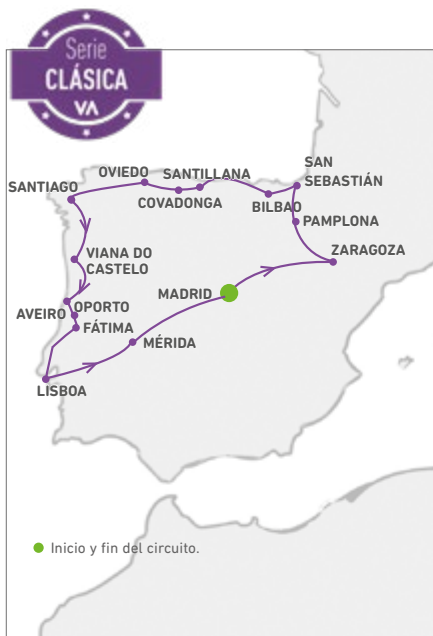 Serie
CLÁSICA
VA
OVIEDO
SANTILLANA
SAN
SEBASTIÁN
SANTIAGO
COVADONGA
BILBAO
PAMPLONA
VIANA DO
CASTELO
ZARAGOZA
MADRID
AVEIRO
OPORTO
FÁTIMA
MÉRIDA
LISBOA
Inicio y fin del circuito.